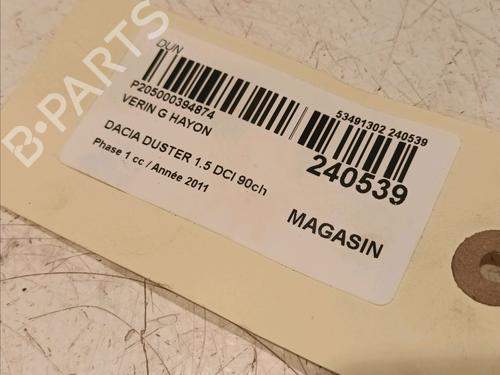 DUN
P205000394874
VERIN G HAYON
53491302 240539
240539
DACIA DUSTER 1.5 DCI 90ch
Phase 1 cc / Année 2011
MAGASIN
B-PARTS